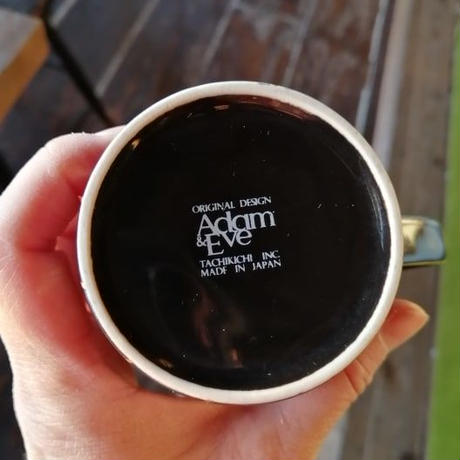 ORIGINAL DESIGN
Adam
& Eve
TACHIKICHI INC.
MADE IN JAPAN